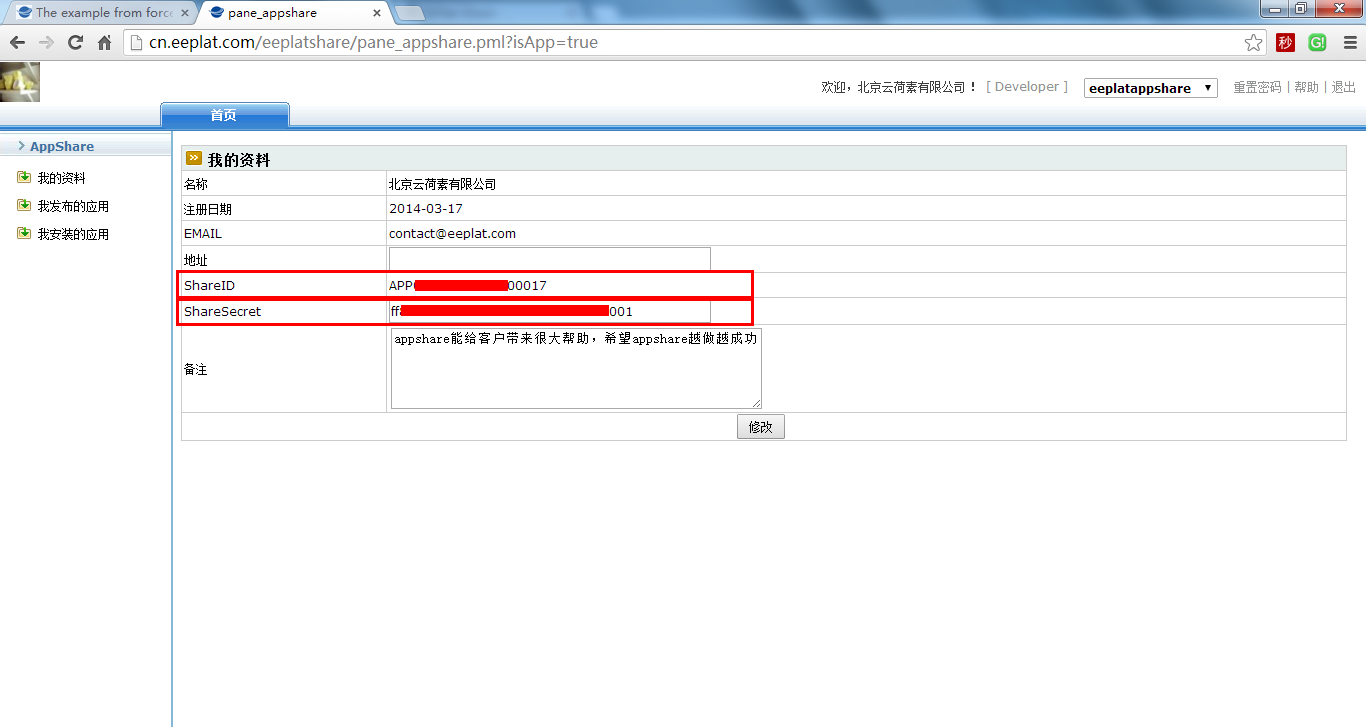 The example from force
pane_appshare
cn.eeplat.com/eeplatshare/pane_appshare.pml?isApp=true
秒
G!
欢迎，北京云荷素有限公司！ [ Developer ] eeplatappshare 重置密码 | 帮助 | 退出
首页
AppShare
我的资料
我发布的应用
我安装的应用
我的资料
名称 北京云荷素有限公司
注册日期 2014-03-17
EMAIL contact@eeplat.com
地址
ShareID APP 00017
ShareSecret ff 001
备注 appshare能给客户带来很大帮助，希望appshare越做越成功
修改